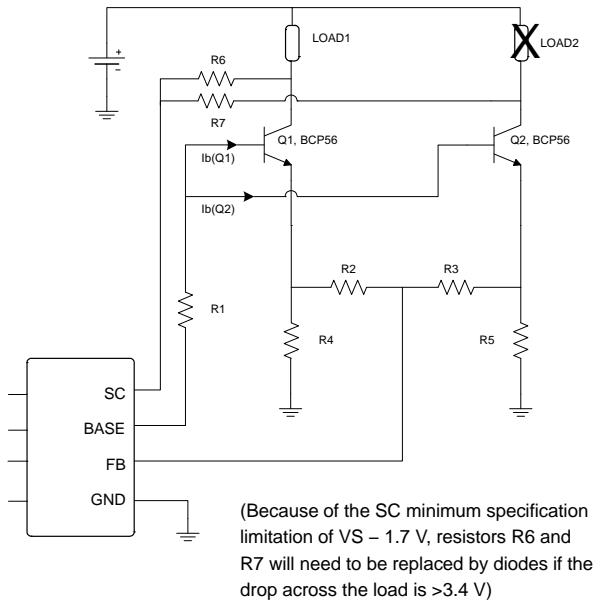 +
−
LOAD1
LOAD2
R6
R7
Q1, BCP56
Q2, BCP56
Ib(Q1)
Ib(Q2)
R2
R3
R1
R4
R5
SC
BASE
FB
GND
(Because of the SC minimum specification
limitation of VS – 1.7 V, resistors R6 and
R7 will need to be replaced by diodes if the
drop across the load is >3.4 V)